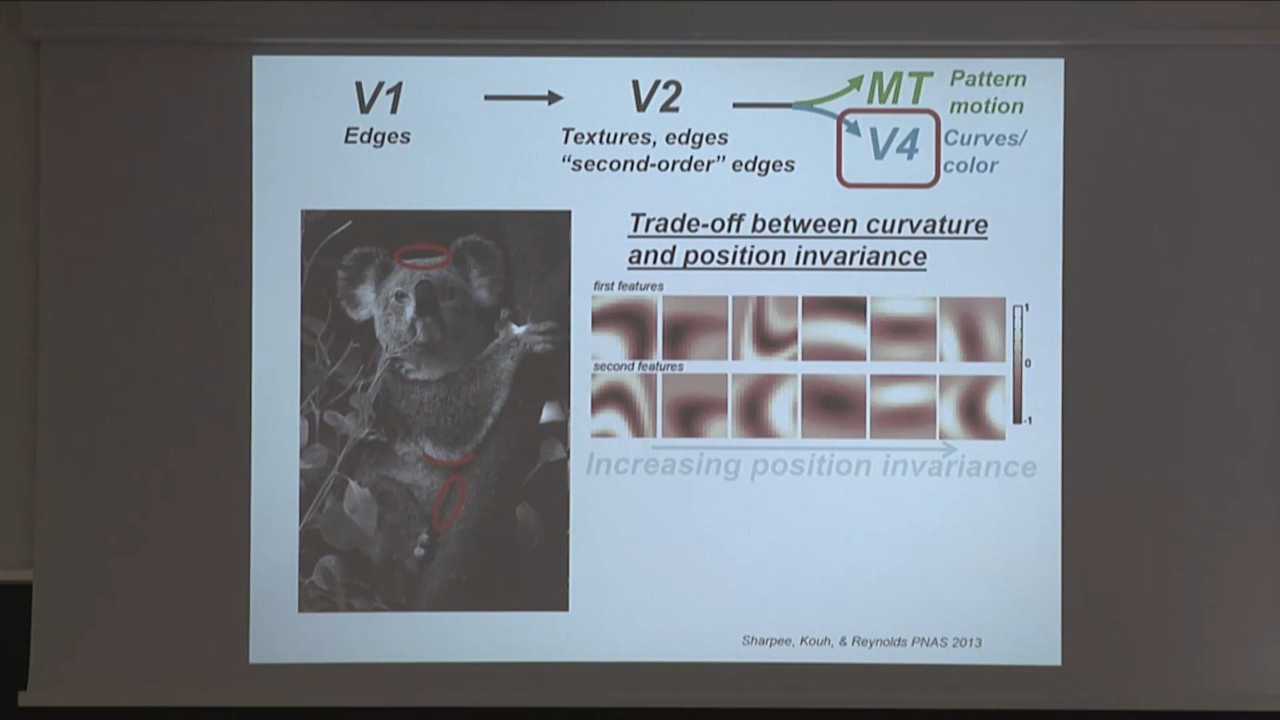 V1
Edges
V2
Textures, edges
“second-order” edges
MT
Pattern
motion
V4
Curves/
color
Trade-off between curvature
and position invariance
first features
second features
1
0
-1
Increasing position invariance
Sharpee, Kouh, & Reynolds PNAS 2013